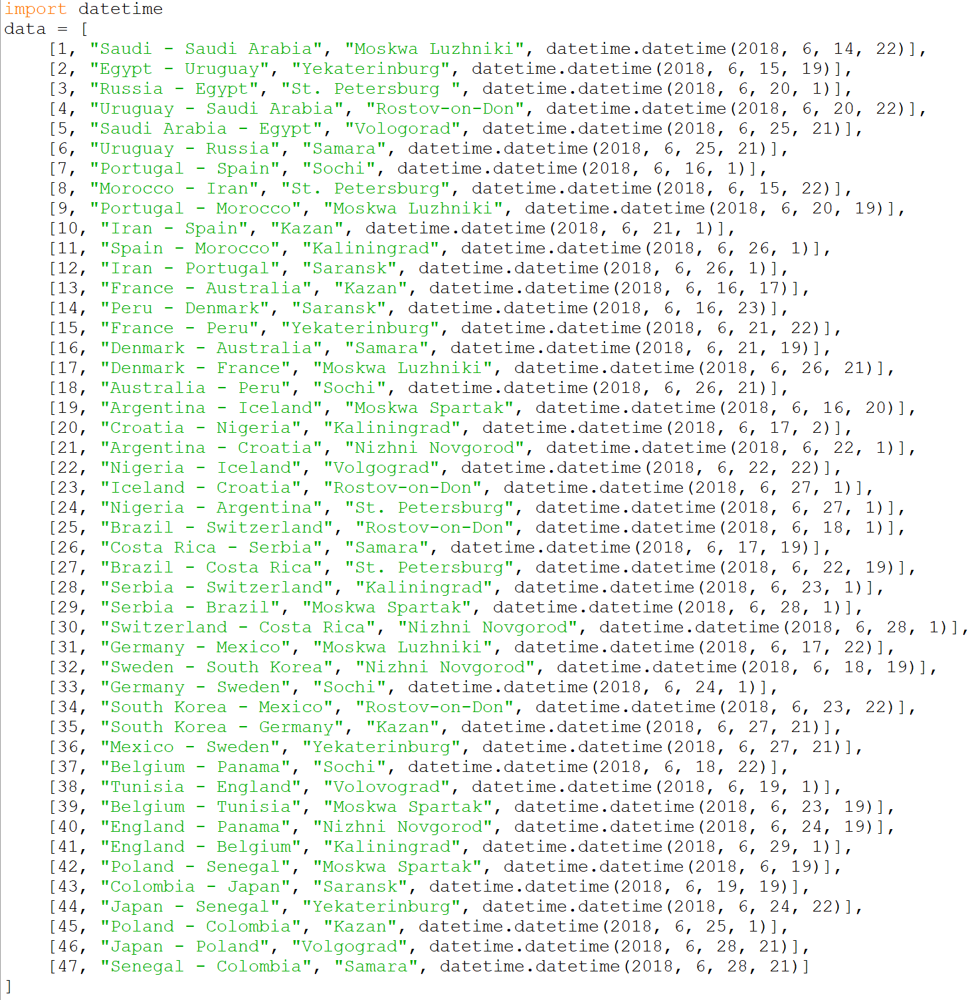 import datetime
data = [
    [1, "Saudi - Saudi Arabia", "Moskwa Luzhniki", datetime.datetime(2018, 6, 14, 22)],
    [2, "Egypt - Uruguay", "Yekaterinburg", datetime.datetime(2018, 6, 15, 19)],
    [3, "Russia - Egypt", "St. Petersburg ", datetime.datetime(2018, 6, 20, 1)],
    [4, "Uruguay - Saudi Arabia", "Rostov-on-Don", datetime.datetime(2018, 6, 20, 22)],
    [5, "Saudi Arabia - Egypt", "Vologorad", datetime.datetime(2018, 6, 25, 21)],
    [6, "Uruguay - Russia", "Samara", datetime.datetime(2018, 6, 25, 21)],
    [7, "Portugal - Spain", "Sochi", datetime.datetime(2018, 6, 16, 1)],
    [8, "Morocco - Iran", "St. Petersburg", datetime.datetime(2018, 6, 15, 22)],
    [9, "Portugal - Morocco", "Moskwa Luzhniki", datetime.datetime(2018, 6, 20, 19)],
    [10, "Iran - Spain", "Kazan", datetime.datetime(2018, 6, 21, 1)],
    [11, "Spain - Morocco", "Kaliningrad", datetime.datetime(2018, 6, 26, 1)],
    [12, "Iran - Portugal", "Saransk", datetime.datetime(2018, 6, 26, 1)],
    [13, "France - Australia", "Kazan", datetime.datetime(2018, 6, 16, 17)],
    [14, "Peru - Denmark", "Saransk", datetime.datetime(2018, 6, 16, 23)],
    [15, "France - Peru", "Yekaterinburg", datetime.datetime(2018, 6, 21, 22)],
    [16, "Denmark - Australia", "Samara", datetime.datetime(2018, 6, 21, 19)],
    [17, "Denmark - France", "Moskwa Luzhniki", datetime.datetime(2018, 6, 26, 21)],
    [18, "Australia - Peru", "Sochi", datetime.datetime(2018, 6, 26, 21)],
    [19, "Argentina - Iceland", "Moskwa Spartak", datetime.datetime(2018, 6, 16, 20)],
    [20, "Croatia - Nigeria", "Kaliningrad", datetime.datetime(2018, 6, 17, 2)],
    [21, "Argentina - Croatia", "Nizhni Novgorod", datetime.datetime(2018, 6, 22, 1)],
    [22, "Nigeria - Iceland", "Volgograd", datetime.datetime(2018, 6, 22, 22)],
    [23, "Iceland - Croatia", "Rostov-on-Don", datetime.datetime(2018, 6, 27, 1)],
    [24, "Nigeria - Argentina", "St. Petersburg", datetime.datetime(2018, 6, 27, 1)],
    [25, "Brazil - Switzerland", "Rostov-on-Don", datetime.datetime(2018, 6, 18, 1)],
    [26, "Costa Rica - Serbia", "Samara", datetime.datetime(2018, 6, 17, 19)],
    [27, "Brazil - Costa Rica", "St. Petersburg", datetime.datetime(2018, 6, 22, 19)],
    [28, "Serbia - Switzerland", "Kaliningrad", datetime.datetime(2018, 6, 23, 1)],
    [29, "Serbia - Brazil", "Moskwa Spartak", datetime.datetime(2018, 6, 28, 1)],
    [30, "Switzerland - Costa Rica", "Nizhni Novgorod", datetime.datetime(2018, 6, 28, 1)],
    [31, "Germany - Mexico", "Moskwa Luzhniki", datetime.datetime(2018, 6, 17, 22)],
    [32, "Sweden - South Korea", "Nizhni Novgorod", datetime.datetime(2018, 6, 18, 19)],
    [33, "Germany - Sweden", "Sochi", datetime.datetime(2018, 6, 24, 1)],
    [34, "South Korea - Mexico", "Rostov-on-Don", datetime.datetime(2018, 6, 23, 22)],
    [35, "South Korea - Germany", "Kazan", datetime.datetime(2018, 6, 27, 21)],
    [36, "Mexico - Sweden", "Yekaterinburg", datetime.datetime(2018, 6, 27, 21)],
    [37, "Belgium - Panama", "Sochi", datetime.datetime(2018, 6, 18, 22)],
    [38, "Tunisia - England", "Volovograd", datetime.datetime(2018, 6, 19, 1)],
    [39, "Belgium - Tunisia", "Moskwa Spartak", datetime.datetime(2018, 6, 23, 19)],
    [40, "England - Panama", "Nizhni Novgorod", datetime.datetime(2018, 6, 24, 19)],
    [41, "England - Belgium", "Kaliningrad", datetime.datetime(2018, 6, 29, 1)],
    [42, "Poland - Senegal", "Moskwa Spartak", datetime.datetime(2018, 6, 19)],
    [43, "Colombia - Japan", "Saransk", datetime.datetime(2018, 6, 19, 19)],
    [44, "Japan - Senegal", "Yekaterinburg", datetime.datetime(2018, 6, 24, 22)],
    [45, "Poland - Colombia", "Kazan", datetime.datetime(2018, 6, 25, 1)],
    [46, "Japan - Poland", "Volgograd", datetime.datetime(2018, 6, 28, 21)],
    [47, "Senegal - Colombia", "Samara", datetime.datetime(2018, 6, 28, 21)]
]